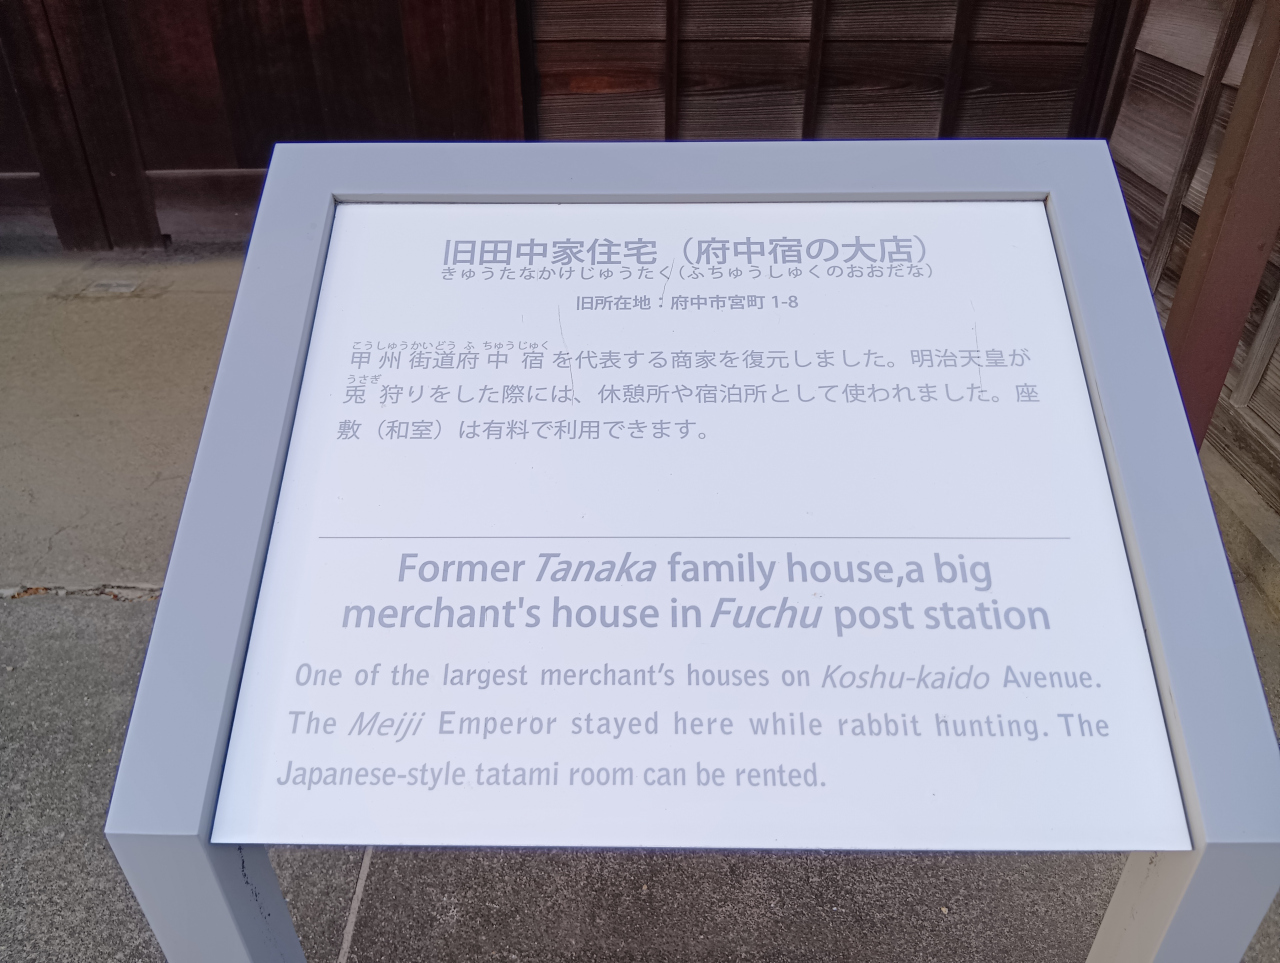 旧田中家住宅（府中宿の大店）
きゅうたなかけじゅうたく（ふちゅうしゅくのおおだな）
旧所在地：府中市宮町 1-8
こうしゅうかいどう ふ ちゅうじゅく
甲州街道府中宿を代表する商家を復元しました。明治天皇が
うさぎ
兎狩りをした際には、休憩所や宿泊所として使われました。座
敷（和室）は有料で利用できます。
Former Tanaka family house,a big
merchant's house in Fuchu post station
One of the largest merchant's houses on Koshu-kaido Avenue.
The Meiji Emperor stayed here while rabbit hunting. The
Japanese-style tatami room can be rented.